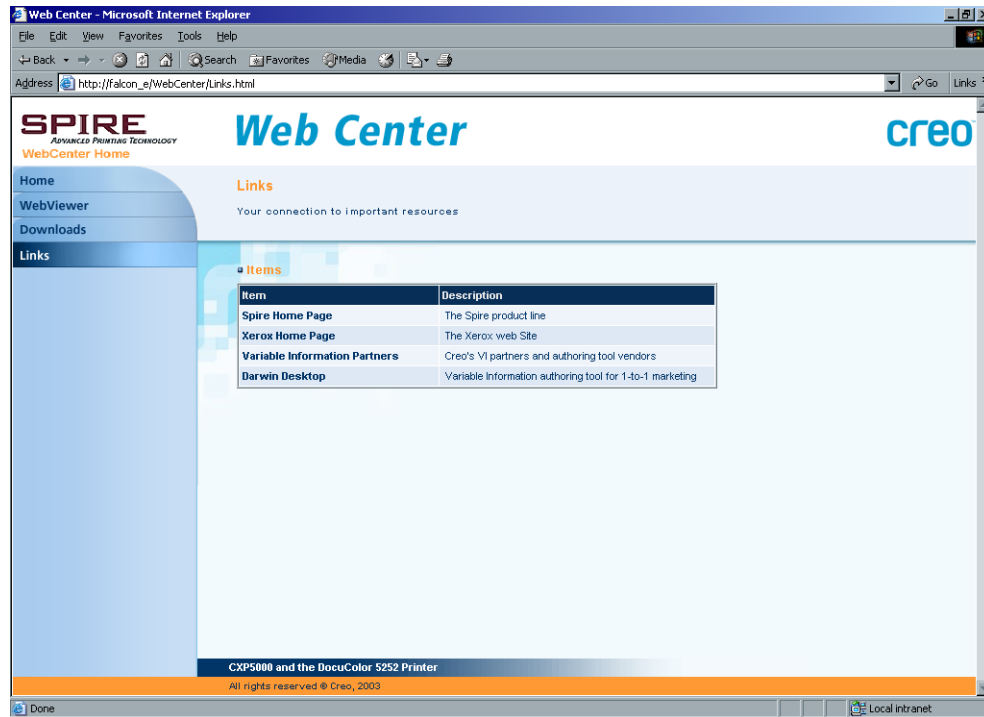 Web Center - Microsoft Internet Explorer
File Edit View Favorites Tools Help
Back Search Favorites Media
Address http://falcon_e/WebCenter/Links.html Go Links
SPIRE
ADVANCED PRINTING TECHNOLOGY
WebCenter Home
Web Center
creo
Home
WebViewer
Downloads
Links
Links
Your connection to important resources
Items
Item Description
Spire Home Page The Spire product line
Xerox Home Page The Xerox web Site
Variable Information Partners Creo's VI partners and authoring tool vendors
Darwin Desktop Variable Information authoring tool for 1-to-1 marketing
CXP5000 and the DocuColor 5252 Printer
All rights reserved © Creo, 2003
Done Local intranet